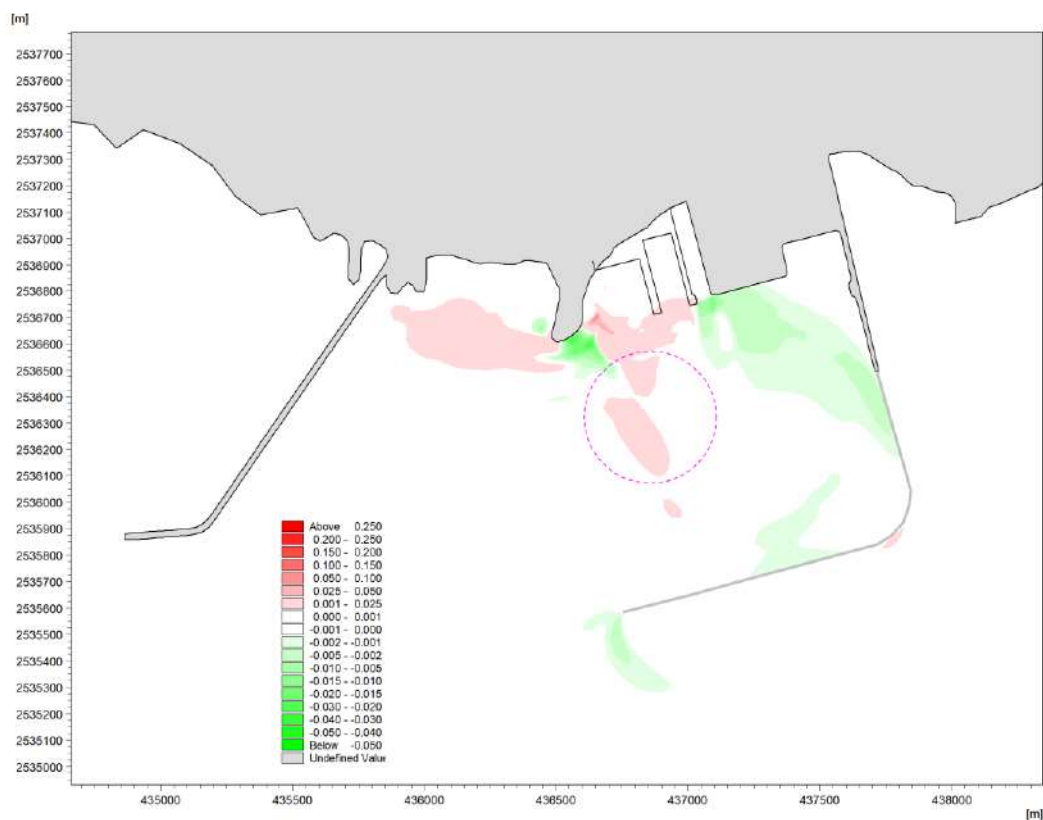 [m]
2537700
2537600
2537500
2537400
2537300
2537200
2537100
2537000
2536900
2536800
2536700
2536600
2536500
2536400
2536300
2536200
2536100
2536000
2535900
2535800
2535700
2535600
2535500
2535400
2535300
2535200
2535100
2535000
Above 0.250
0.200 - 0.250
0.150 - 0.200
0.100 - 0.150
0.050 - 0.100
0.025 - 0.050
0.001 - 0.025
0.000 - 0.001
-0.001 - 0.000
-0.002 - -0.001
-0.005 - -0.002
-0.010 - -0.005
-0.015 - -0.010
-0.020 - -0.015
-0.030 - -0.020
-0.040 - -0.030
-0.050 - -0.040
Below -0.050
Undefined Value
435000 435500 436000 436500 437000 437500 438000
[m]